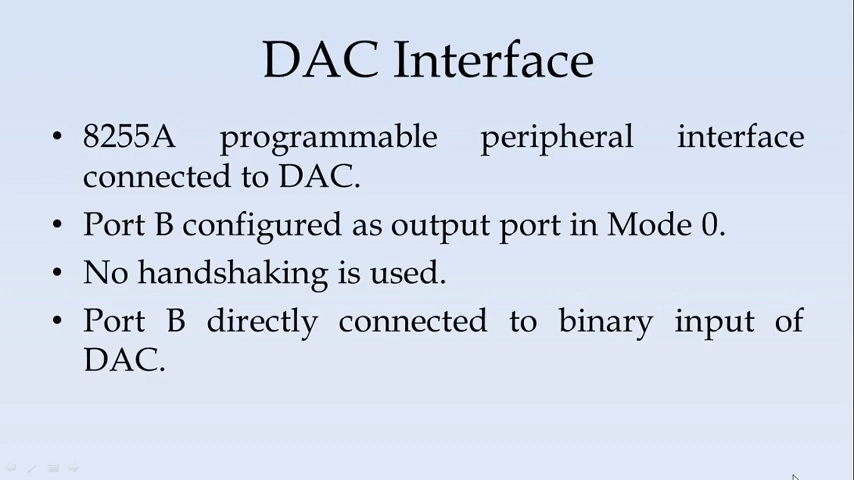 DAC Interface
• 8255A programmable peripheral interface
connected to DAC.
• Port B configured as output port in Mode 0.
• No handshaking is used.
• Port B directly connected to binary input of
DAC.